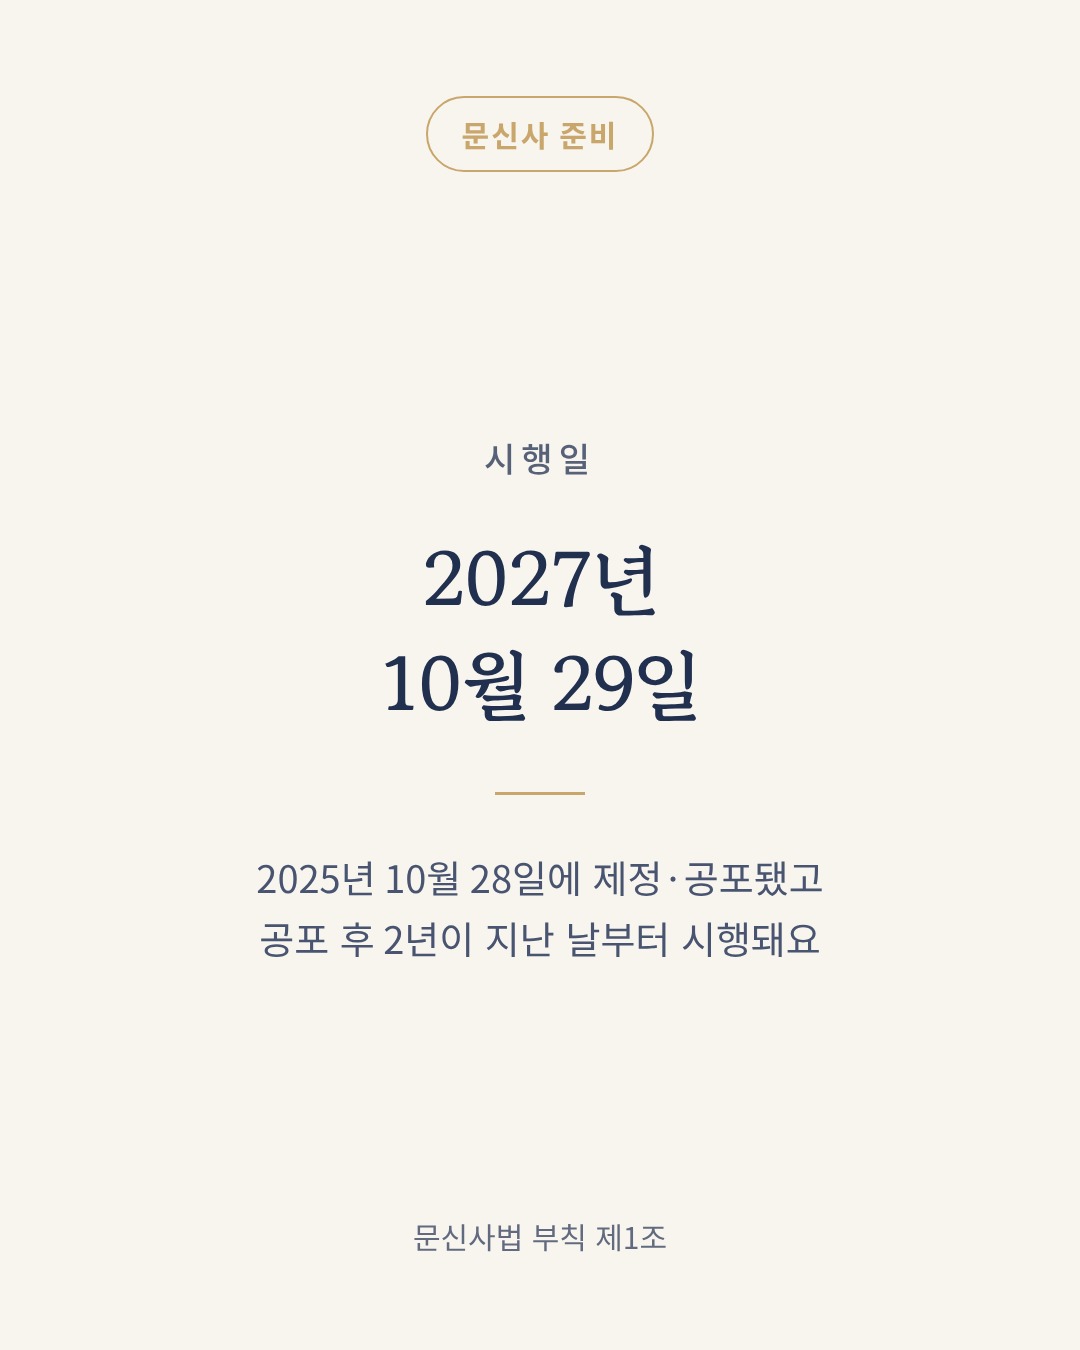 문신사 준비
시행일
2027년
10월 29일
2025년 10월 28일에 제정·공포됐고
공포 후 2년이 지난 날부터 시행돼요
문신사법 부칙 제1조